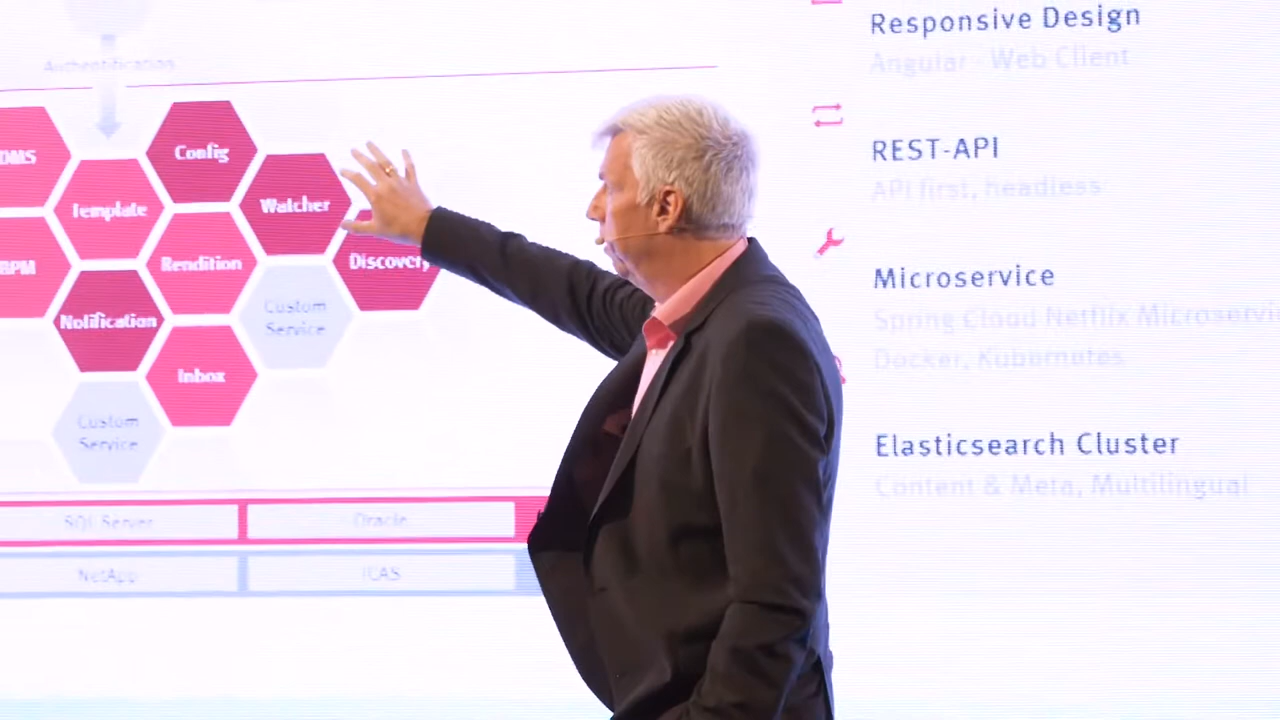 Authentification
DMS
Config
Template
Watcher
BPM
Rendition
Discovery
Notification
Custom
Service
Inbox
Custom
Service
SQL Server
Oracle
NetApp
ICAS
Responsive Design
Angular - Web Client
REST-API
API first, headless
Microservice
Spring Cloud Netflix Microservi
Docker, Kubernetes
Elasticsearch Cluster
Content & Meta, Multilingual